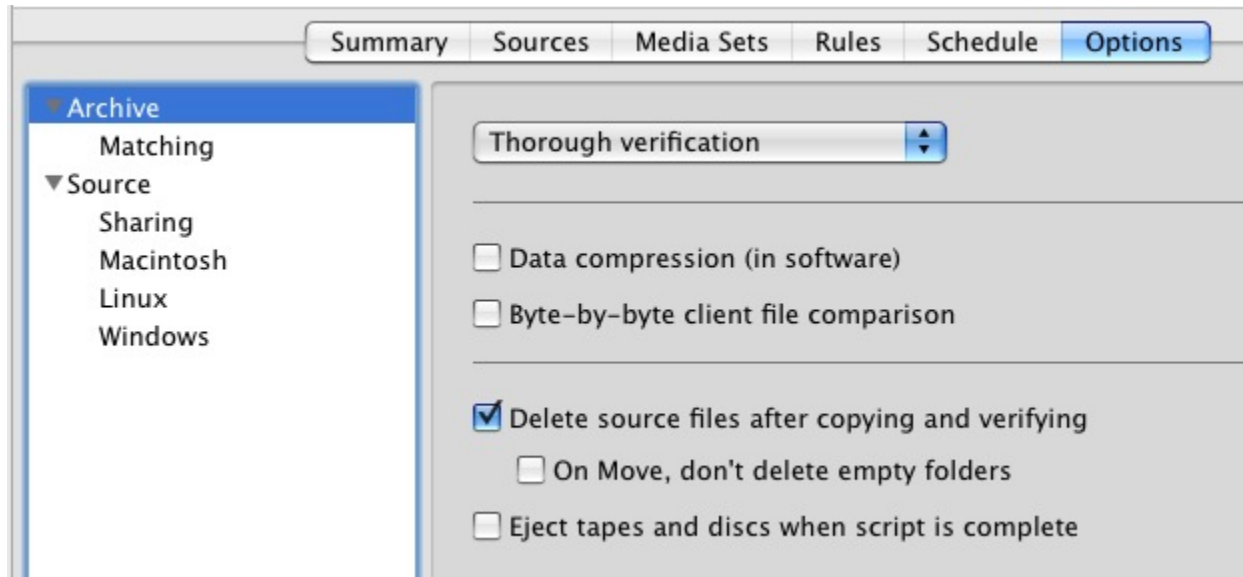 Summary Sources Media Sets Rules Schedule Options
Archive
Matching
Source
Sharing
Macintosh
Linux
Windows
Thorough verification
Data compression (in software)
Byte-by-byte client file comparison
Delete source files after copying and verifying
On Move, don't delete empty folders
Eject tapes and discs when script is complete